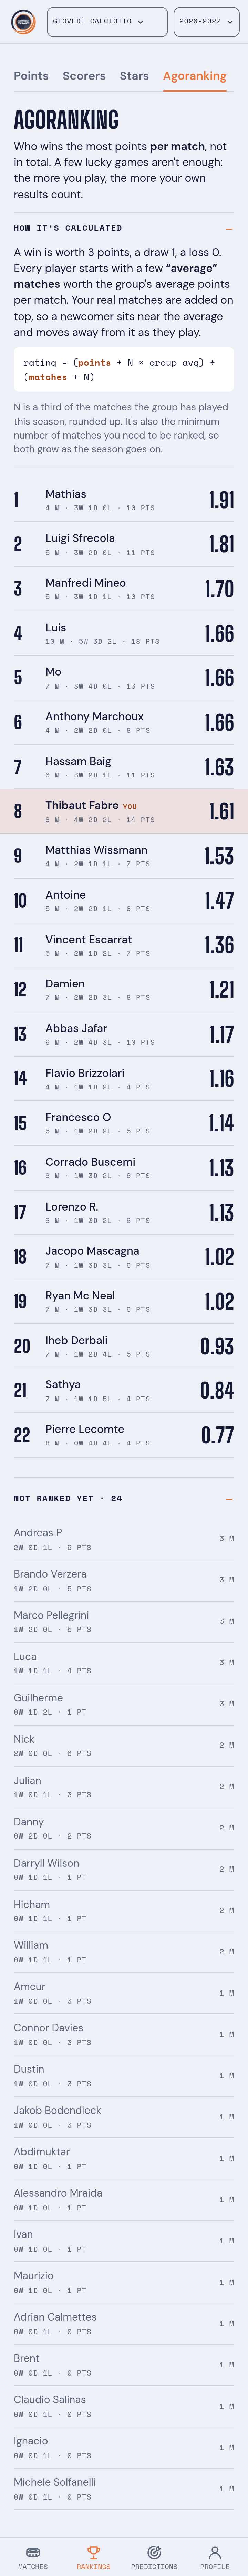 GIOVEDÌ CALCIOTTO
2026-2027
Points Scorers Stars Agoranking
AGORANKING
Who wins the most points per match, not
in total. A few lucky games aren't enough:
the more you play, the more your own
results count.
HOW IT'S CALCULATED —
A win is worth 3 points, a draw 1, a loss 0.
Every player starts with a few “average”
matches worth the group's average points
per match. Your real matches are added on
top, so a newcomer sits near the average
and moves away from it as they play.
rating = (points + N × group avg) ÷
(matches + N)
N is a third of the matches the group has played
this season, rounded up. It's also the minimum
number of matches you need to be ranked, so
both grow as the season goes on.
1 Mathias 1.91
4 M · 3W 1D 0L · 10 PTS
2 Luigi Sfrecola 1.81
5 M · 3W 2D 0L · 11 PTS
3 Manfredi Mineo 1.70
5 M · 3W 1D 1L · 10 PTS
4 Luis 1.66
10 M · 5W 3D 2L · 18 PTS
5 Mo 1.66
7 M · 3W 4D 0L · 13 PTS
6 Anthony Marchoux 1.66
4 M · 2W 2D 0L · 8 PTS
7 Hassam Baig 1.63
6 M · 3W 2D 1L · 11 PTS
8 Thibaut Fabre YOU 1.61
8 M · 4W 2D 2L · 14 PTS
9 Matthias Wissmann 1.53
4 M · 2W 1D 1L · 7 PTS
10 Antoine 1.47
5 M · 2W 2D 1L · 8 PTS
11 Vincent Escarrat 1.36
5 M · 2W 1D 2L · 7 PTS
12 Damien 1.21
7 M · 2W 2D 3L · 8 PTS
13 Abbas Jafar 1.17
9 M · 2W 4D 3L · 10 PTS
14 Flavio Brizzolari 1.16
4 M · 1W 1D 2L · 4 PTS
15 Francesco O 1.14
5 M · 1W 2D 2L · 5 PTS
16 Corrado Buscemi 1.13
6 M · 1W 3D 2L · 6 PTS
17 Lorenzo R. 1.13
6 M · 1W 3D 2L · 6 PTS
18 Jacopo Mascagna 1.02
7 M · 1W 3D 3L · 6 PTS
19 Ryan Mc Neal 1.02
7 M · 1W 3D 3L · 6 PTS
20 Iheb Derbali 0.93
7 M · 1W 2D 4L · 5 PTS
21 Sathya 0.84
7 M · 1W 1D 5L · 4 PTS
22 Pierre Lecomte 0.77
8 M · 0W 4D 4L · 4 PTS
NOT RANKED YET · 24 —
Andreas P 3 M
2W 0D 1L · 6 PTS
Brando Verzera 3 M
1W 2D 0L · 5 PTS
Marco Pellegrini 3 M
1W 2D 0L · 5 PTS
Luca 3 M
1W 1D 1L · 4 PTS
Guilherme 3 M
0W 1D 2L · 1 PT
Nick 2 M
2W 0D 0L · 6 PTS
Julian 2 M
1W 0D 1L · 3 PTS
Danny 2 M
0W 2D 0L · 2 PTS
Darryll Wilson 2 M
0W 1D 1L · 1 PT
Hicham 2 M
0W 1D 1L · 1 PT
William 2 M
0W 1D 1L · 1 PT
Ameur 1 M
1W 0D 0L · 3 PTS
Connor Davies 1 M
1W 0D 0L · 3 PTS
Dustin 1 M
1W 0D 0L · 3 PTS
Jakob Bodendieck 1 M
1W 0D 0L · 3 PTS
Abdimuktar 1 M
0W 1D 0L · 1 PT
Alessandro Mraida 1 M
0W 1D 0L · 1 PT
Ivan 1 M
0W 1D 0L · 1 PT
Maurizio 1 M
0W 1D 0L · 1 PT
Adrian Calmettes 1 M
0W 0D 1L · 0 PTS
Brent 1 M
0W 0D 1L · 0 PTS
Claudio Salinas 1 M
0W 0D 1L · 0 PTS
Ignacio 1 M
0W 0D 1L · 0 PTS
Michele Solfanelli 1 M
0W 0D 1L · 0 PTS
MATCHES RANKINGS PREDICTIONS PROFILE